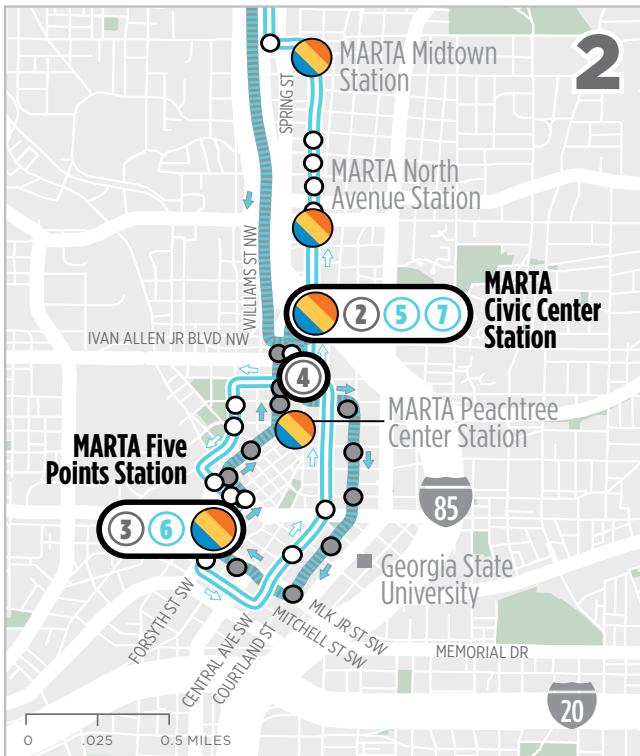 2
MARTA Midtown
Station
SPRING ST
MARTA North
Avenue Station
WILLIAMS ST NW
2 5 7
MARTA
Civic Center
Station
IVAN ALLEN JR BLVD NW
4
MARTA Peachtree
Center Station
MARTA Five
Points Station
3 6
85
Georgia State
University
FORSYTH ST SW
CENTRAL AVE SW
COURTLAND ST
MITCHELL ST SW
MLK JR ST SW
MEMORIAL DR
20
0 .025 0.5 MILES